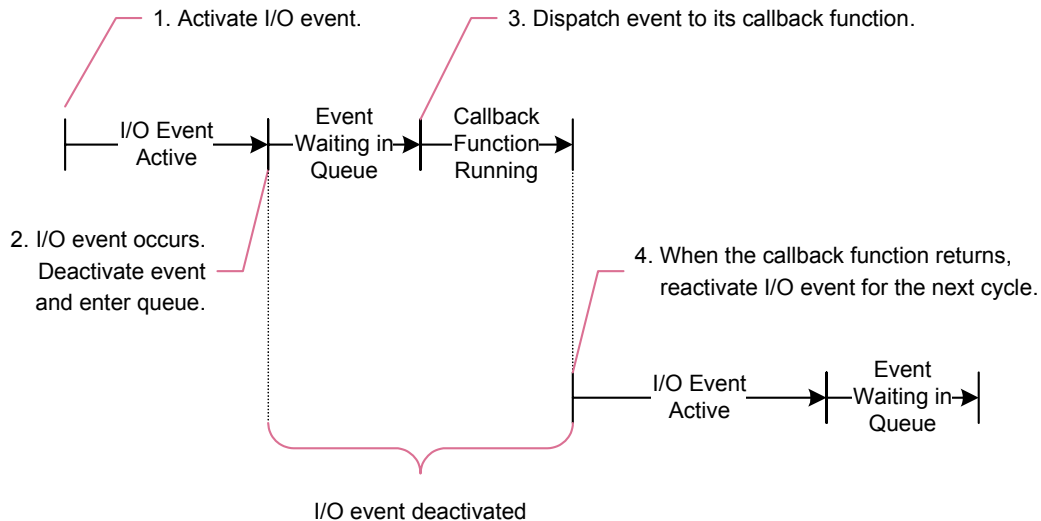 1. Activate I/O event.
3. Dispatch event to its callback function.
I/O Event
Active
Event
Waiting in
Queue
Callback
Function
Running
2. I/O event occurs.
Deactivate event
and enter queue.
4. When the callback function returns,
reactivate I/O event for the next cycle.
I/O Event
Active
Event
Waiting in
Queue
I/O event deactivated